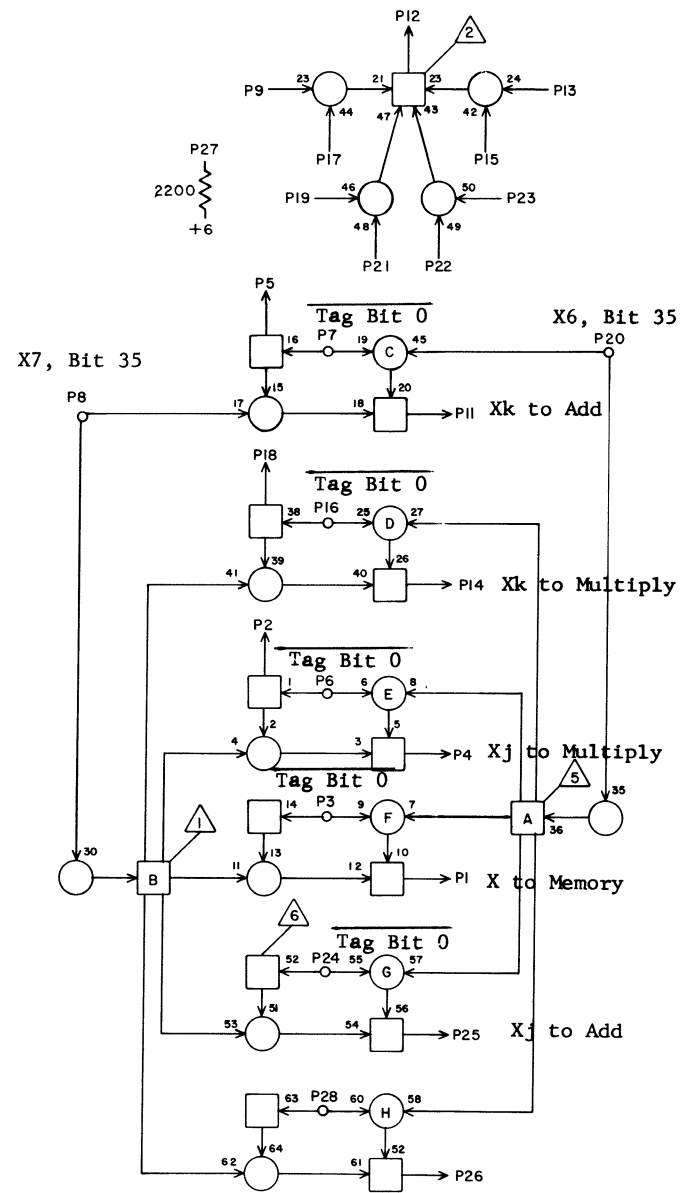 P12
2
P9 23 21 23 24 P13
44 47 43 42
P17 P15
P27
2200
+6
P19 46 50 P23
48 49
P21 P22
P5
Tag Bit 0
X6, Bit 35
16 P7 19 C 45 P20
X7, Bit 35
P8
15 20
17 18 P11 Xk to Add
P18
Tag Bit 0
38 P16 25 D 27
39 26
41 40 P14 Xk to Multiply
P2
Tag Bit 0
1 P6 6 E 8
2 5
4 3 P4 Xj to Multiply
Tag Bit 0
5
35
14 P3 9 F 7 A 36
1
30
13 10
B 11 12 P1 X to Memory
6
Tag Bit 0
52 P24 55 G 57
51 56
53 54 P25 Xj to Add
63 P28 60 H 58
64 52
62 61 P26